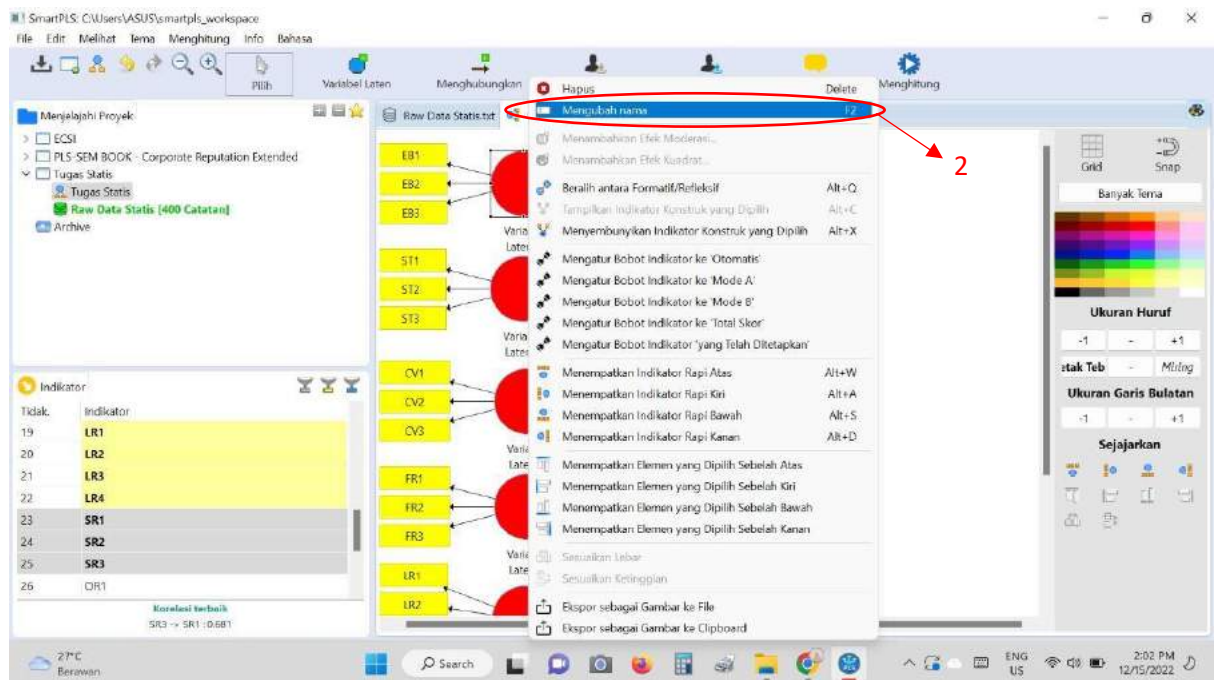 SmartPLS: C:\Users\ASUS\smartpls_workspace
File Edit Melihat Tema Menghitung Info Bahasa
Pilih
Variabel Laten
Menghubungkan
Menghitung
Menjelajahi Proyek
ECSI
PLS-SEM BOOK - Corporate Reputation Extended
Tugas Statis
Tugas Statis
Raw Data Statis [400 Catatan]
Archive
Indikator
Tidak. Indikator
19 LR1
20 LR2
21 LR3
22 LR4
23 SR1
24 SR2
25 SR3
26 OR1
Korelasi terbaik
SR3 -> SR1 : 0.681
Raw Data Statis.txt
EB1
EB2
EB3
Varia
Later
ST1
ST2
ST3
Varia
Later
CV1
CV2
CV3
Varia
Late
FR1
FR2
FR3
Varia
Late
LR1
LR2
Hapus Delete
Mengubah nama F2
Menambahkan Efek Moderasi...
Menambahkan Efek Kuadrat...
Beralih antara Formatif/Refleksif Alt+Q
Tampilkan Indikator Konstruk yang Dipilih Alt+C
Menyembunyikan Indikator Konstruk yang Dipilih Alt+X
Mengatur Bobot Indikator ke 'Otomatis'
Mengatur Bobot Indikator ke 'Mode A'
Mengatur Bobot Indikator ke 'Mode B'
Mengatur Bobot Indikator ke 'Total Skor'
Mengatur Bobot Indikator 'yang Telah Ditetapkan'
Menempatkan Indikator Rapi Atas Alt+W
Menempatkan Indikator Rapi Kiri Alt+A
Menempatkan Indikator Rapi Bawah Alt+S
Menempatkan Indikator Rapi Kanan Alt+D
Menempatkan Elemen yang Dipilih Sebelah Atas
Menempatkan Elemen yang Dipilih Sebelah Kiri
Menempatkan Elemen yang Dipilih Sebelah Bawah
Menempatkan Elemen yang Dipilih Sebelah Kanan
Sesuaikan Lebar
Sesuaikan Ketinggian
Ekspor sebagai Gambar ke File
Ekspor sebagai Gambar ke Clipboard
2
Grid Snap
Banyak Tema
Ukuran Huruf
-1 - +1
etak Teb - Miring
Ukuran Garis Bulatan
-1 - +1
Sejajarkan
27°C
Berawan
Search
ENG
US
2:02 PM
12/15/2022